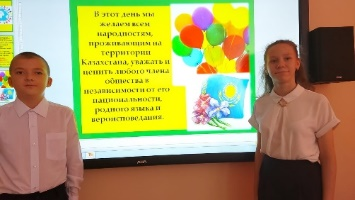 В этот день мы
желаем всем
народностям,
проживающим на
территории
Казахстана, уважать и
ценить любого члена
общества в
независимости от его
национальности,
родного языка и
вероисповедания.